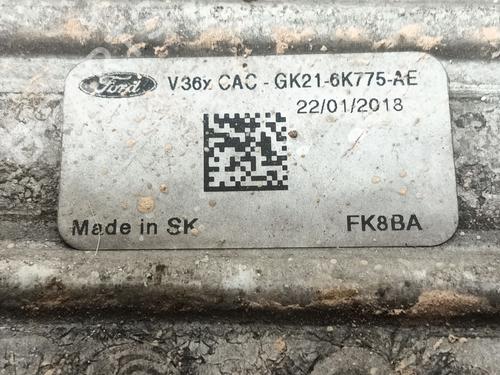 Ford
V36x CAC - GK21-6K775-AE
22/01/2018
Made in SK
FK8BA